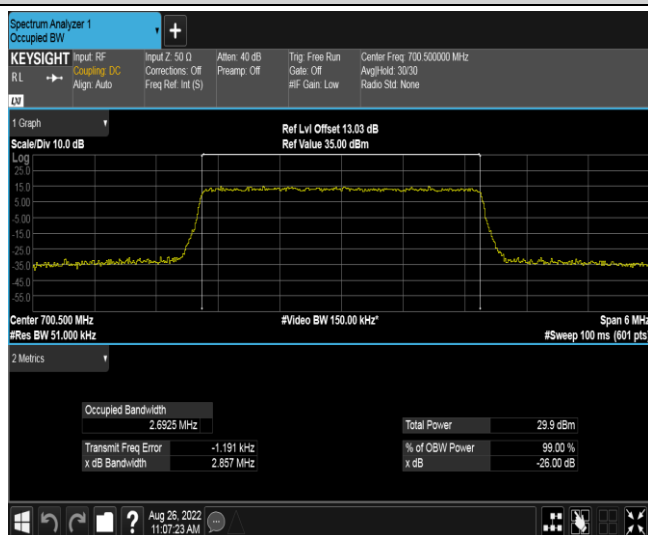 Spectrum Analyzer 1
Occupied BW
+
KEYSIGHT
RL
LXI
Input: RF
Coupling: DC
Align: Auto
Input Z: 50 Ω
Corrections: Off
Freq Ref: Int (S)
Atten: 40 dB
Preamp: Off
Trig: Free Run
Gate: Off
#IF Gain: Low
Center Freq: 700.500000 MHz
Avg|Hold: 30/30
Radio Std: None
1 Graph
Scale/Div 10.0 dB
Ref Lvl Offset 13.03 dB
Ref Value 35.00 dBm
Log
25.0
15.0
5.00
-5.00
-15.0
-25.0
-35.0
-45.0
-55.0
Center 700.500 MHz
#Res BW 51.000 kHz
#Video BW 150.00 kHz*
Span 6 MHz
#Sweep 100 ms (601 pts)
2 Metrics
Occupied Bandwidth
2.6925 MHz
Transmit Freq Error -1.191 kHz
x dB Bandwidth 2.857 MHz
Total Power 29.9 dBm
% of OBW Power 99.00 %
x dB -26.00 dB
?
Aug 26, 2022
11:07:23 AM